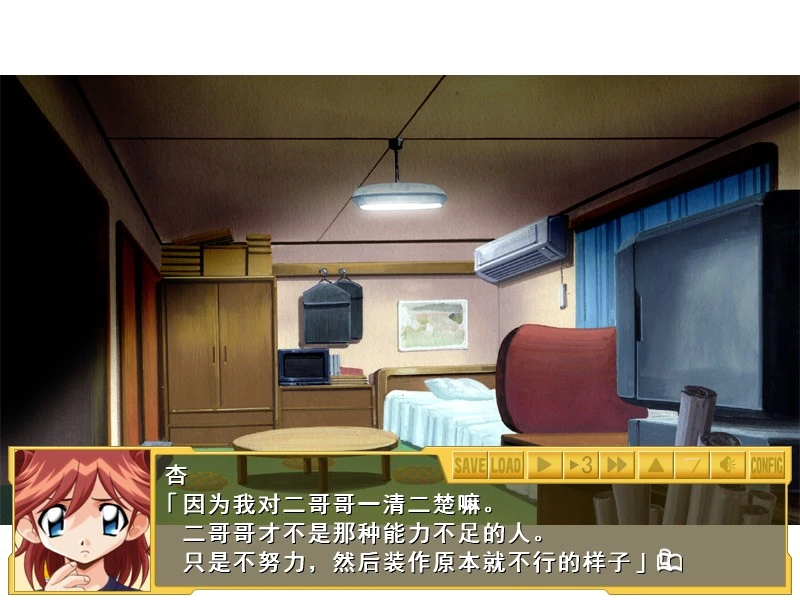 SAVE LOAD 3 CONFIG
杏
「因为我对二哥哥一清二楚嘛。
二哥哥才不是那种能力不足的人。
只是不努力，然后装作原本就不行的样子」